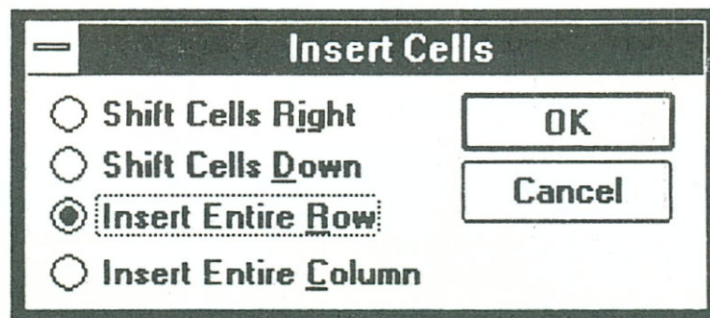 Insert Cells
Shift Cells Right
OK
Shift Cells Down
Cancel
Insert Entire Row
Insert Entire Column